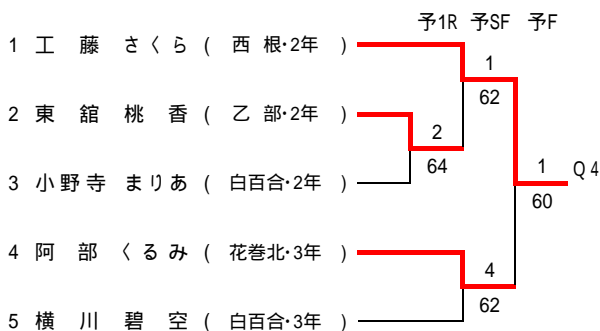 予1R 予SF 予F
1 工 藤 さ く ら ( 西 根・2年 )
1
62
2 東 舘 桃 香 ( 乙 部・2年 )
2
64
1 Q4
60
3 小野寺 まりあ ( 白百合・2年 )
4 阿 部 く る み ( 花巻北・3年 )
4
62
5 横 川 碧 空 ( 白百合・3年 )